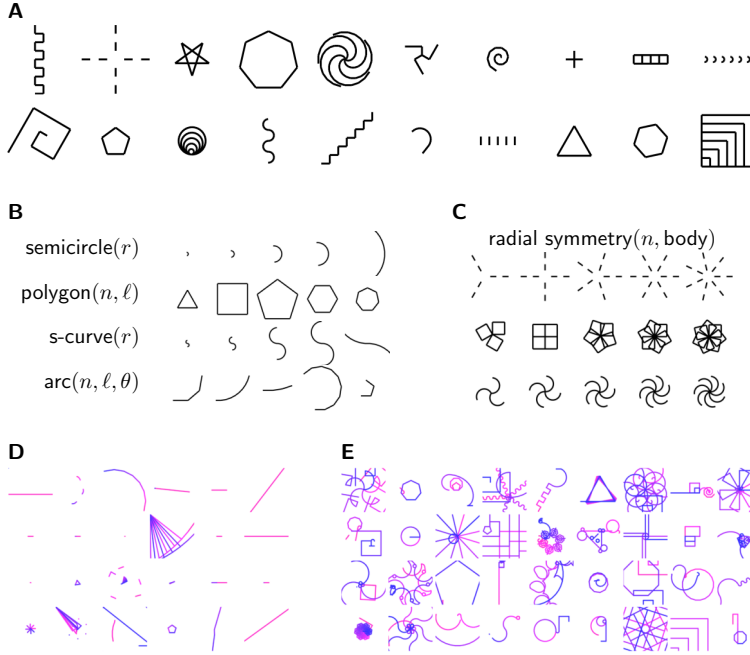 A
B
semicircle(r)
polygon(n, ℓ)
s-curve(r)
arc(n, ℓ, θ)
C
radial symmetry(n, body)
D
E